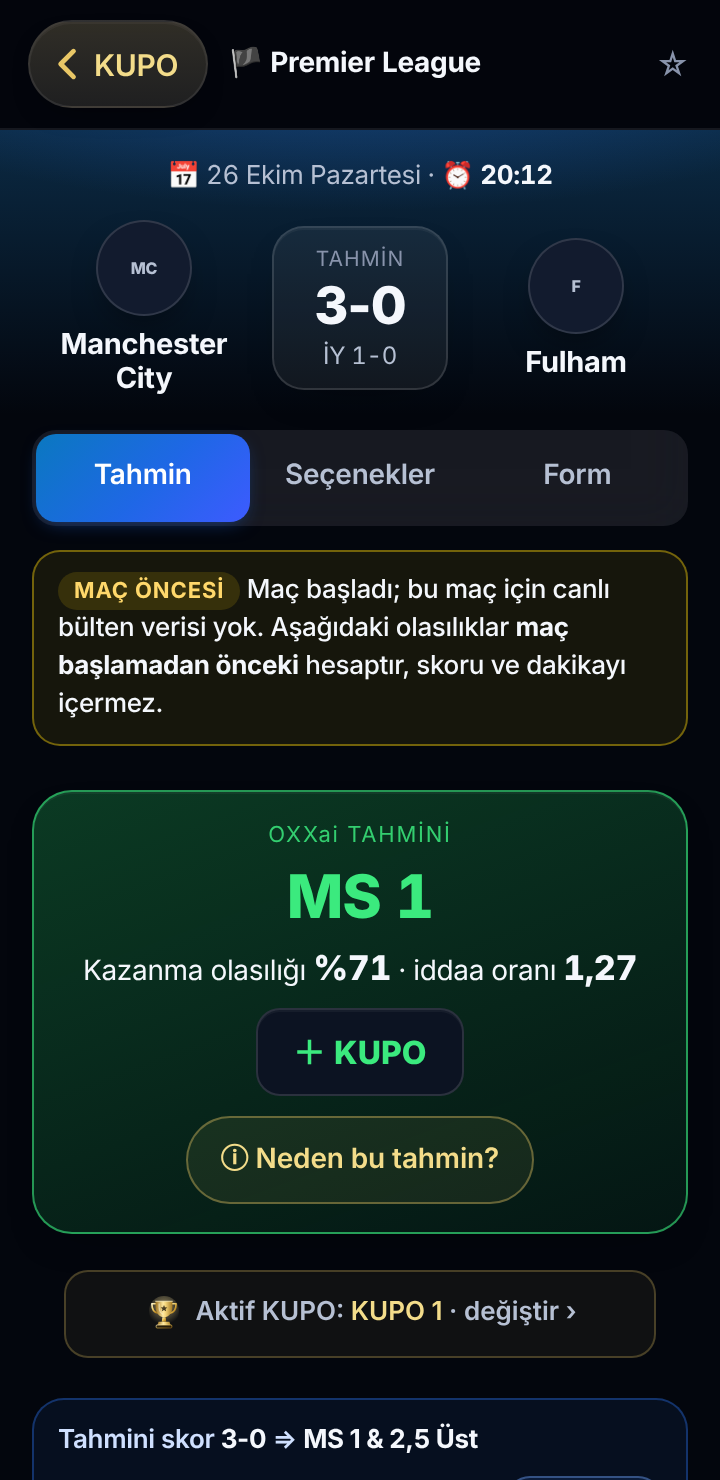 KUPO
Premier League
26 Ekim Pazartesi · 20:12
MC
Manchester
City
TAHMİN
3-0
İY 1-0
F
Fulham
Tahmin
Seçenekler
Form
MAÇ ÖNCESİ Maç başladı; bu maç için canlı
bülten verisi yok. Aşağıdaki olasılıklar maç
başlamadan önceki hesaptır, skoru ve dakikayı
içermez.
OXXai TAHMİNİ
MS 1
Kazanma olasılığı %71 · iddaa oranı 1,27
+ KUPO
Neden bu tahmin?
Aktif KUPO: KUPO 1 · değiştir ›
Tahmini skor 3-0 ⇒ MS 1 & 2,5 Üst